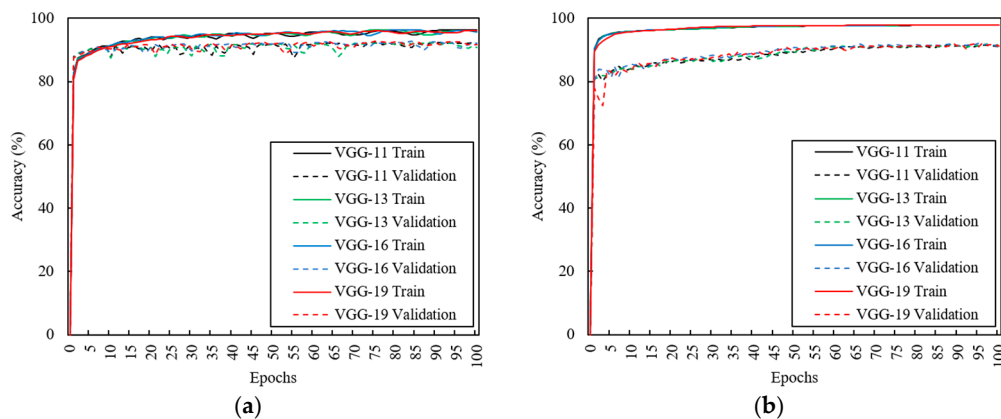 100
80
60
40
20
0
Accuracy (%)
VGG-11 Train
VGG-11 Validation
VGG-13 Train
VGG-13 Validation
VGG-16 Train
VGG-16 Validation
VGG-19 Train
VGG-19 Validation
0 5 10 15 20 25 30 35 40 45 50 55 60 65 70 75 80 85 90 95 100
Epochs
(a)
100
80
60
40
20
0
Accuracy (%)
VGG-11 Train
VGG-11 Validation
VGG-13 Train
VGG-13 Validation
VGG-16 Train
VGG-16 Validation
VGG-19 Train
VGG-19 Validation
0 5 10 15 20 25 30 35 40 45 50 55 60 65 70 75 80 85 90 95 100
Epochs
(b)